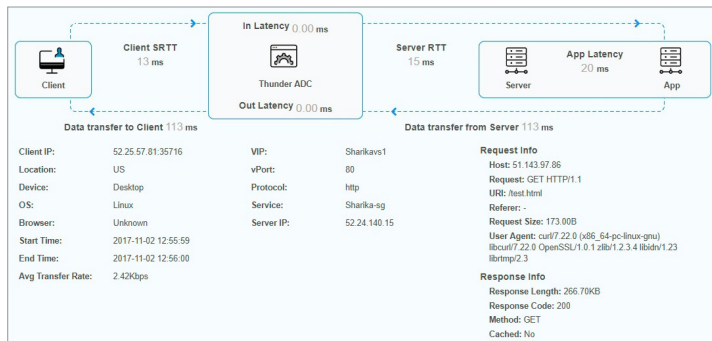 In Latency 0.00 ms
Client SRTT
13 ms
Server RTT
15 ms
App Latency
20 ms
Client
Thunder ADC
Server
App
Out Latency 0.00 ms
Data transfer to Client 113 ms
Data transfer from Server 113 ms
Client IP: 52.25.57.81:35716
Location: US
Device: Desktop
OS: Linux
Browser: Unknown
Start Time: 2017-11-02 12:55:59
End Time: 2017-11-02 12:56:00
Avg Transfer Rate: 2.42Kbps
VIP: Sharikavs1
vPort: 80
Protocol: http
Service: Sharika-sg
Server IP: 52.24.140.15
Request Info
Host: 51.143.97.86
Request: GET HTTP/1.1
URI: /test.html
Referer: -
Request Size: 173.00B
User Agent: curl/7.22.0 (x86_64-pc-linux-gnu)
libcurl/7.22.0 OpenSSL/1.0.1 zlib/1.2.3.4 libidn/1.23
librtmp/2.3
Response Info
Response Length: 266.70KB
Response Code: 200
Method: GET
Cached: No